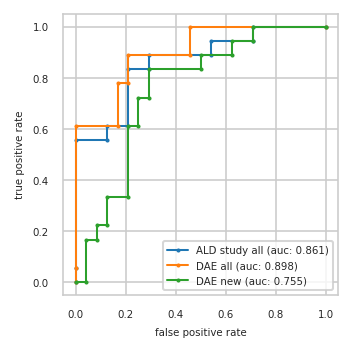 1.0
0.8
0.6
0.4
0.2
0.0
true positive rate
ALD study all (auc: 0.861)
DAE all (auc: 0.898)
DAE new (auc: 0.755)
0.0 0.2 0.4 0.6 0.8 1.0
false positive rate